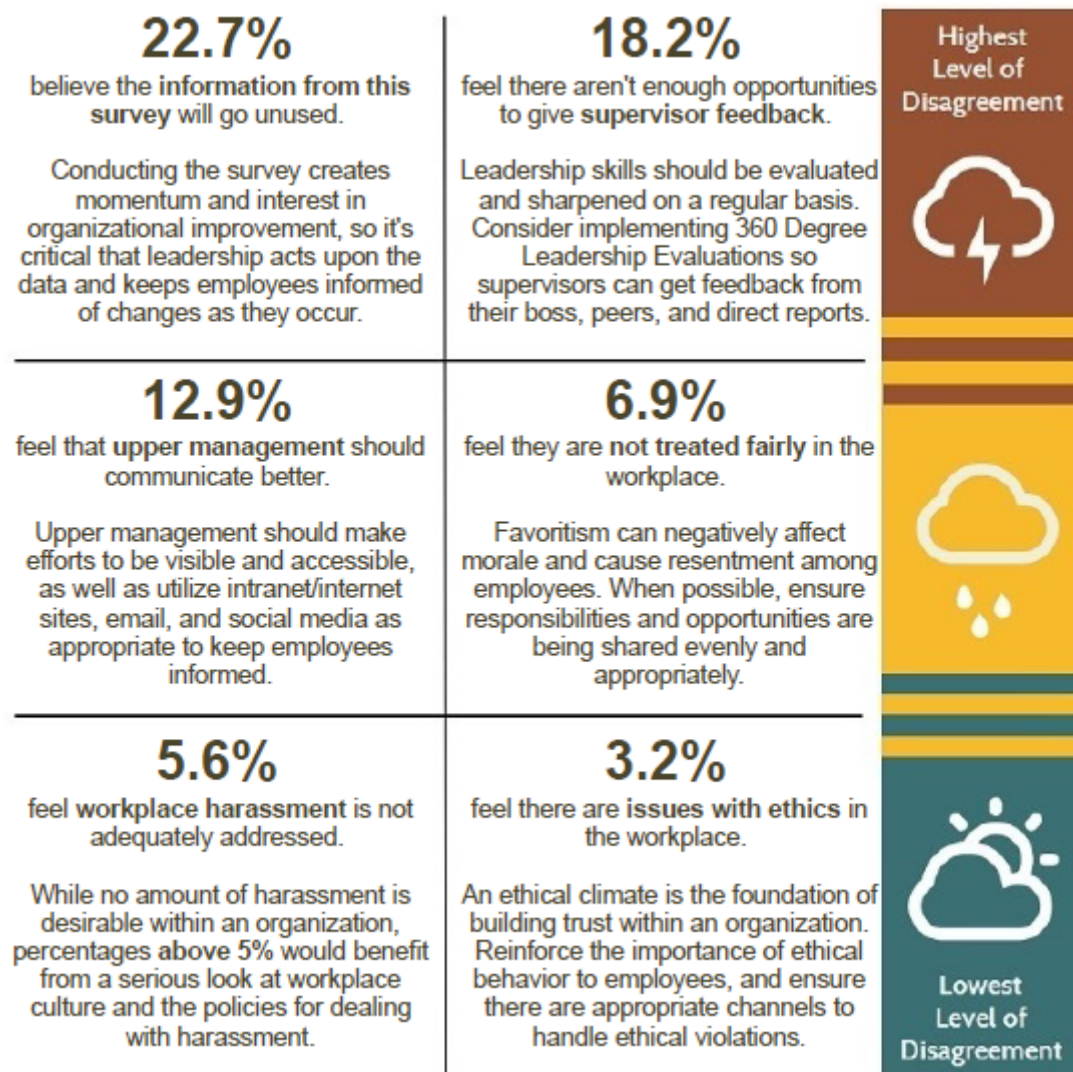 22.7%
believe the information from this
survey will go unused.
Conducting the survey creates
momentum and interest in
organizational improvement, so it's
critical that leadership acts upon the
data and keeps employees informed
of changes as they occur.
18.2%
feel there aren't enough opportunities
to give supervisor feedback.
Leadership skills should be evaluated
and sharpened on a regular basis.
Consider implementing 360 Degree
Leadership Evaluations so
supervisors can get feedback from
their boss, peers, and direct reports.
Highest
Level of
Disagreement
12.9%
feel that upper management should
communicate better.
Upper management should make
efforts to be visible and accessible,
as well as utilize intranet/internet
sites, email, and social media as
appropriate to keep employees
informed.
6.9%
feel they are not treated fairly in the
workplace.
Favoritism can negatively affect
morale and cause resentment among
employees. When possible, ensure
responsibilities and opportunities are
being shared evenly and
appropriately.
5.6%
feel workplace harassment is not
adequately addressed.
While no amount of harassment is
desirable within an organization,
percentages above 5% would benefit
from a serious look at workplace
culture and the policies for dealing
with harassment.
3.2%
feel there are issues with ethics in
the workplace.
An ethical climate is the foundation of
building trust within an organization.
Reinforce the importance of ethical
behavior to employees, and ensure
there are appropriate channels to
handle ethical violations.
Lowest
Level of
Disagreement